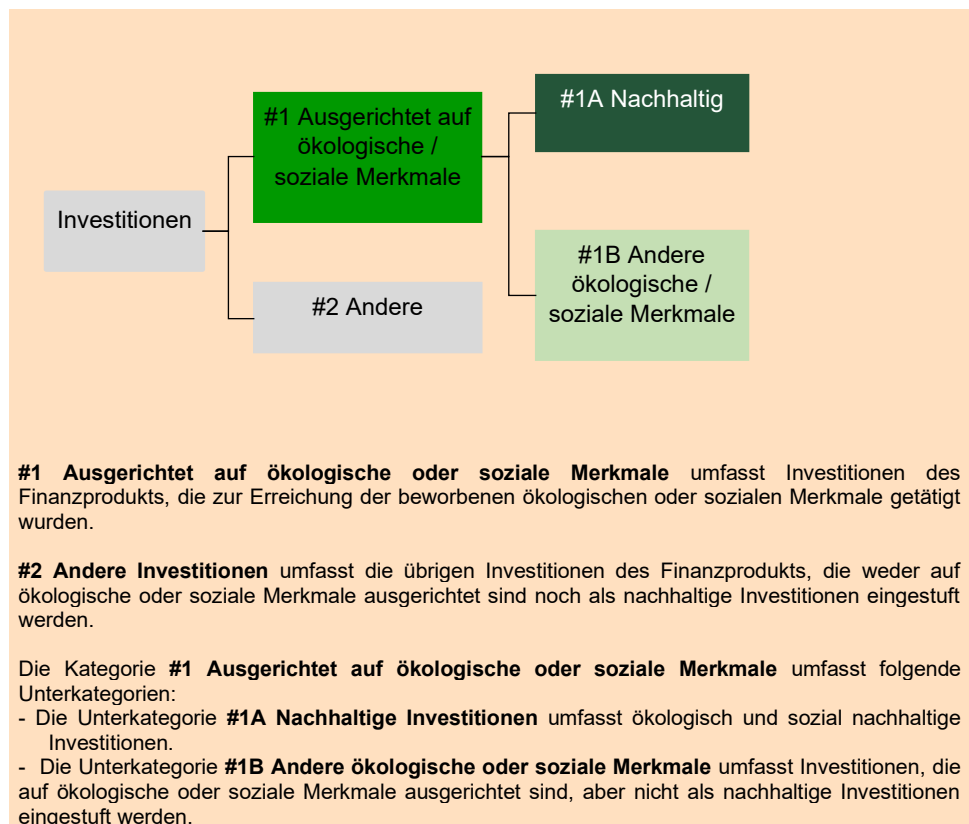 #1 Ausgerichtet auf
ökologische /
soziale Merkmale
#1A Nachhaltig
Investitionen
#2 Andere
#1B Andere
ökologische /
soziale Merkmale
#1 Ausgerichtet auf ökologische oder soziale Merkmale umfasst Investitionen des
Finanzprodukts, die zur Erreichung der beworbenen ökologischen oder sozialen Merkmale getätigt
wurden.
#2 Andere Investitionen umfasst die übrigen Investitionen des Finanzprodukts, die weder auf
ökologische oder soziale Merkmale ausgerichtet sind noch als nachhaltige Investitionen eingestuft
werden.
Die Kategorie #1 Ausgerichtet auf ökologische oder soziale Merkmale umfasst folgende
Unterkategorien:
- Die Unterkategorie #1A Nachhaltige Investitionen umfasst ökologisch und sozial nachhaltige
Investitionen.
- Die Unterkategorie #1B Andere ökologische oder soziale Merkmale umfasst Investitionen, die
auf ökologische oder soziale Merkmale ausgerichtet sind, aber nicht als nachhaltige Investitionen
eingestuft werden.